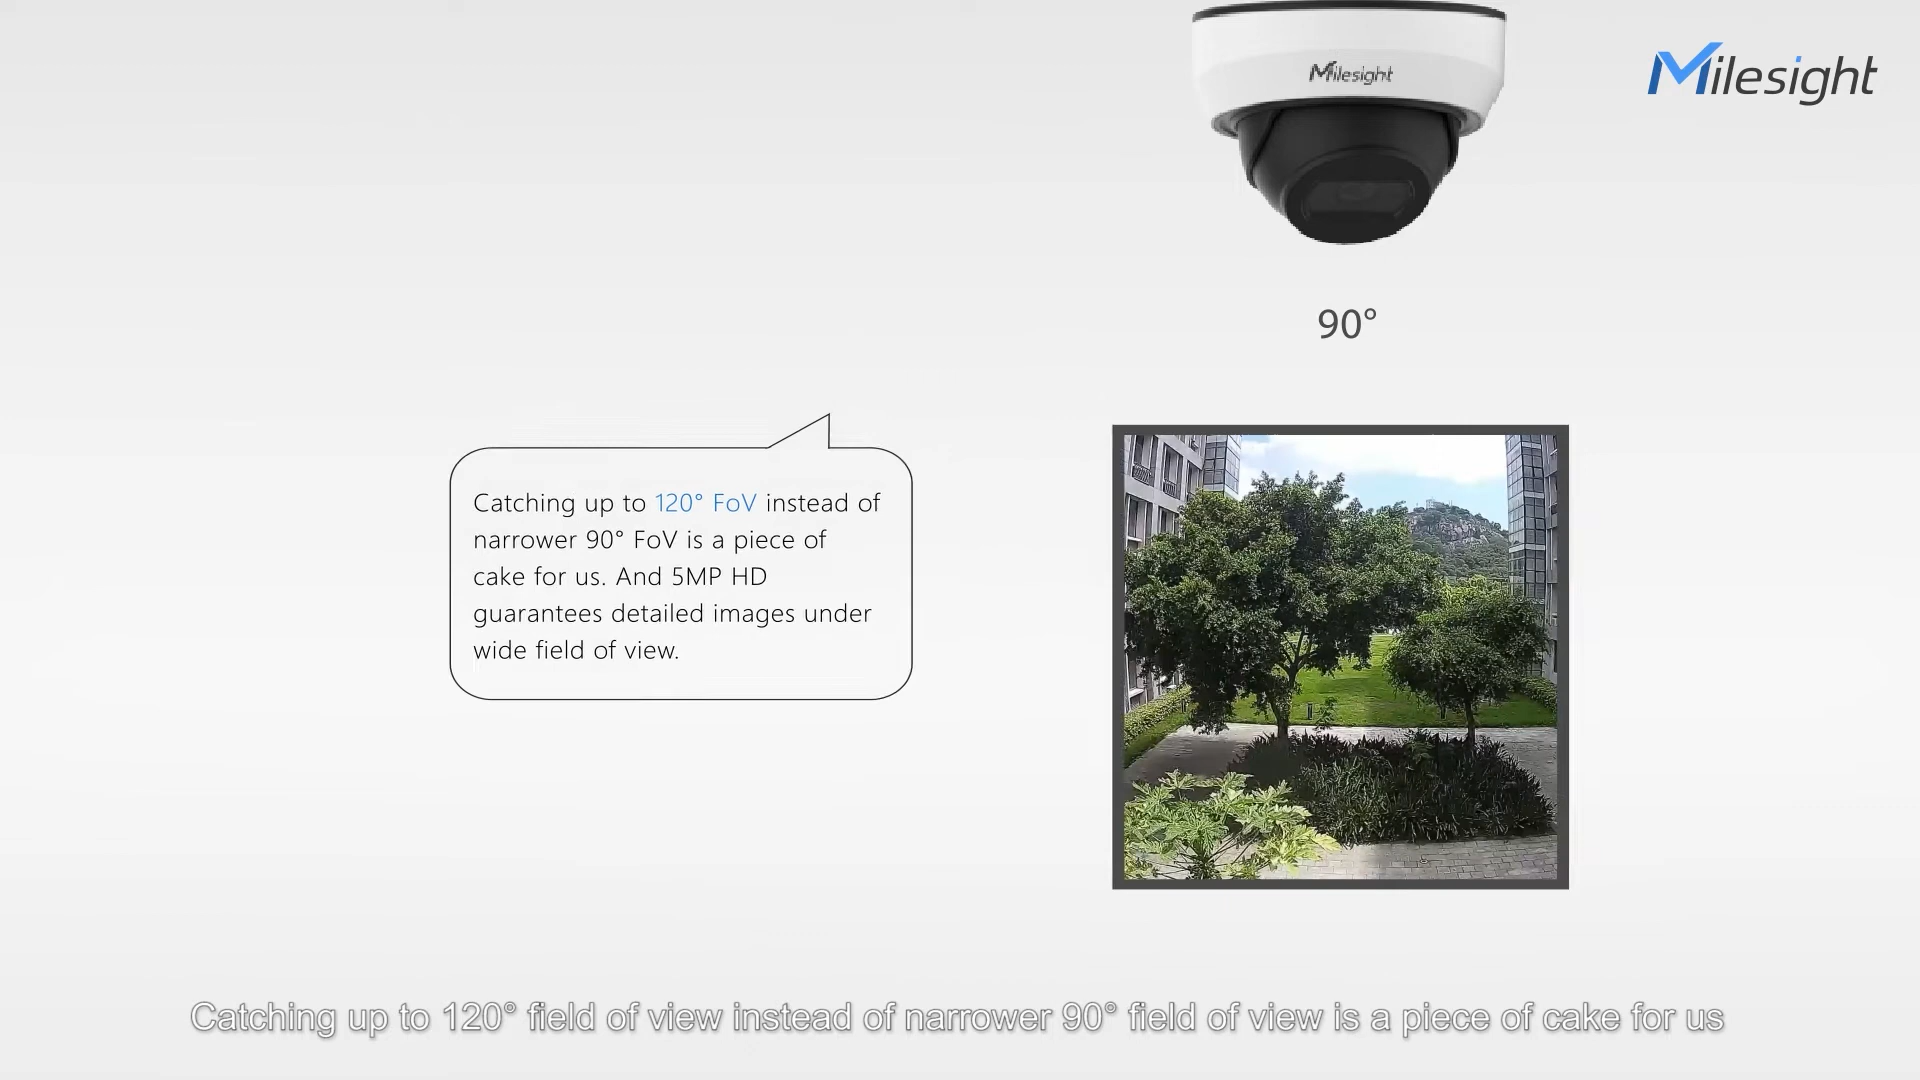 Milesight
Milesight
90°
Catching up to 120° FoV instead of
narrower 90° FoV is a piece of
cake for us. And 5MP HD
guarantees detailed images under
wide field of view.
Catching up to 120° field of view instead of narrower 90° field of view is a piece of cake for us